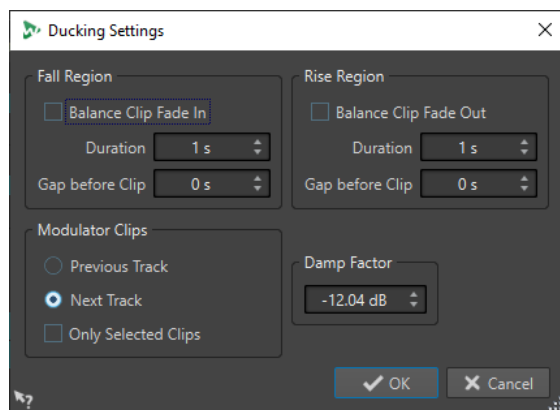 Ducking Settings
Fall Region
Balance Clip Fade In
Duration 1 s
Gap before Clip 0 s
Rise Region
Balance Clip Fade Out
Duration 1 s
Gap before Clip 0 s
Modulator Clips
Previous Track
Next Track
Only Selected Clips
Damp Factor
-12.04 dB
OK
Cancel